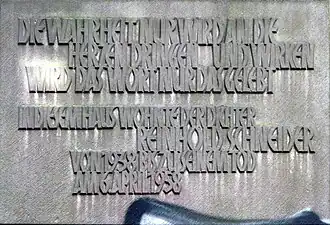 DIE WAHRHEIT NUR WIRD IN DIE
HERZEN DRINGEN UND WIRKEN
WIRD DAS WORT NUR DAS GELEBT
IN DIESEM HAUS WOHNTE DER DICHTER
REINHOLD SCHNEIDER
VON 1938 BIS ZU SEINEM TOD
AM 6. APRIL 1958